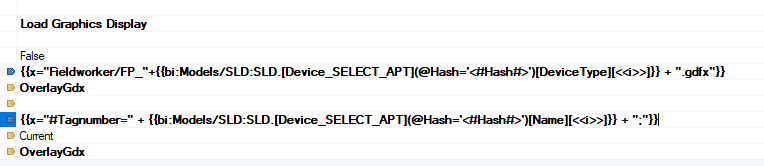 Load Graphics Display
False
{{x="Fieldworker/FP_"+{{bi:Models/SLD:SLD.[Device_SELECT_APT](@Hash='<#Hash#>')[DeviceType][<<i>>]}} + ".gdfx"}}
OverlayGdx
{{x="#Tagnumber=" + {{bi:Models/SLD:SLD.[Device_SELECT_APT](@Hash='<#Hash#>')[Name][<<i>>]}} + ":"}}
Current
OverlayGdx